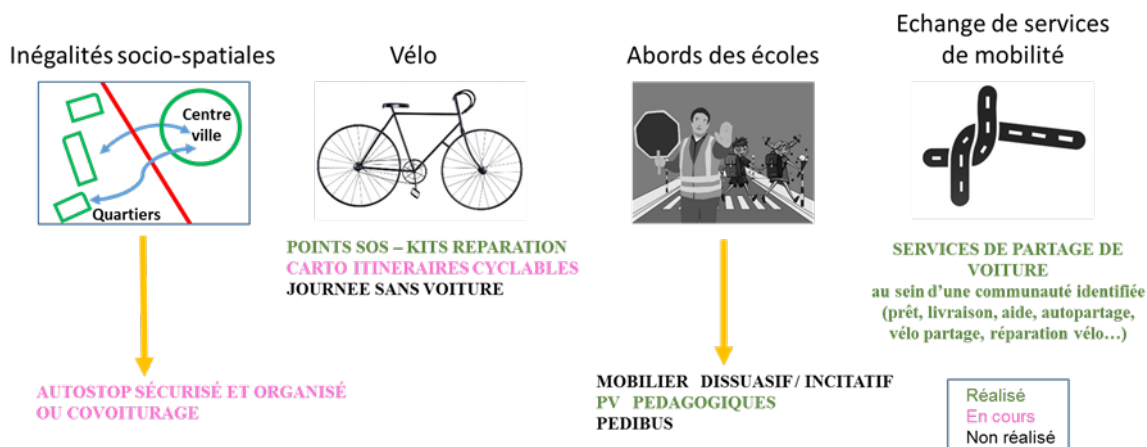 Inégalités socio-spatiales
Centre
ville
Quartiers
AUTOSTOP SÉCURISÉ ET ORGANISÉ
OU COVOITURAGE
Vélo
POINTS SOS – KITS REPARATION
CARTO ITINERAIRES CYCLABLES
JOURNEE SANS VOITURE
Abords des écoles
MOBILIER DISSUASIF / INCITATIF
PV PEDAGOGIQUES
PEDIBUS
Echange de services
de mobilité
SERVICES DE PARTAGE DE
VOITURE
au sein d'une communauté identifiée
(prêt, livraison, aide, autopartage,
vélo partage, réparation vélo…)
Réalisé
En cours
Non réalisé